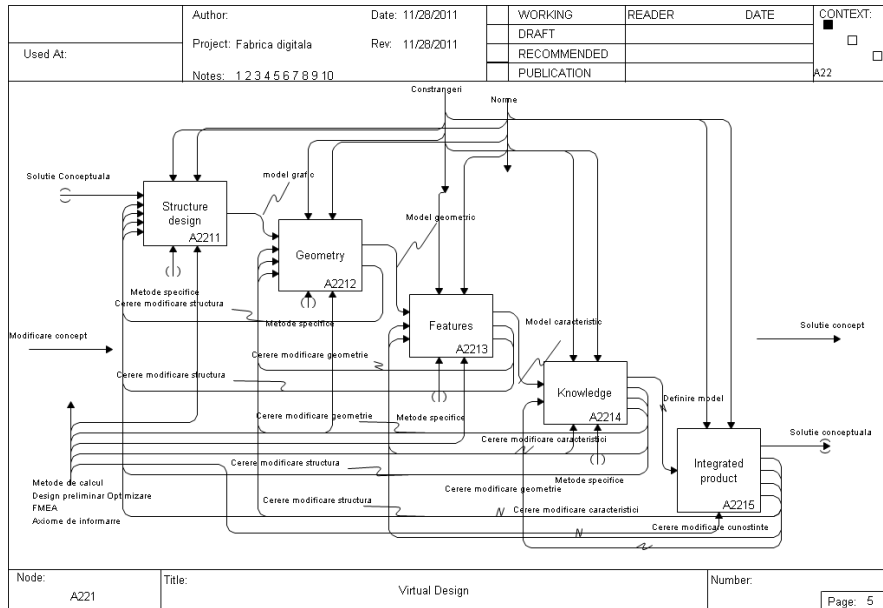 Used At:
Author:
Date: 11/28/2011
Project: Fabrica digitala
Rev: 11/28/2011
Notes: 1 2 3 4 5 6 7 8 9 10
WORKING
DRAFT
RECOMMENDED
PUBLICATION
READER
DATE
CONTEXT:
A22
Constrangeri
Norme
Solutie Conceptuala
model grafic
Structure
design
A2211
Model geometric
Geometry
A2212
Metode specifice
Cerere modificare structura
Metode specifice
Model caracteristic
Features
A2213
Modificare concept
Solutie concept
Cerere modificare geometrie
Cerere modificare structura
Knowledge
A2214
Definire model
Cerere modificare geometrie
Metode specifice
Solutie conceptuala
Cerere modificare caracteristici
Integrated
product
A2215
Cerere modificare structura
Metode specifice
Metode de calcul
Design preliminar Optimizare
FMEA
Axiome de informarre
Cerere modificare geometrie
Cerere modificare structura
N
Cerere modificare caracteristici
Cerere modificare cunostinte
N
Node:
A221
Title:
Virtual Design
Number:
Page: 5